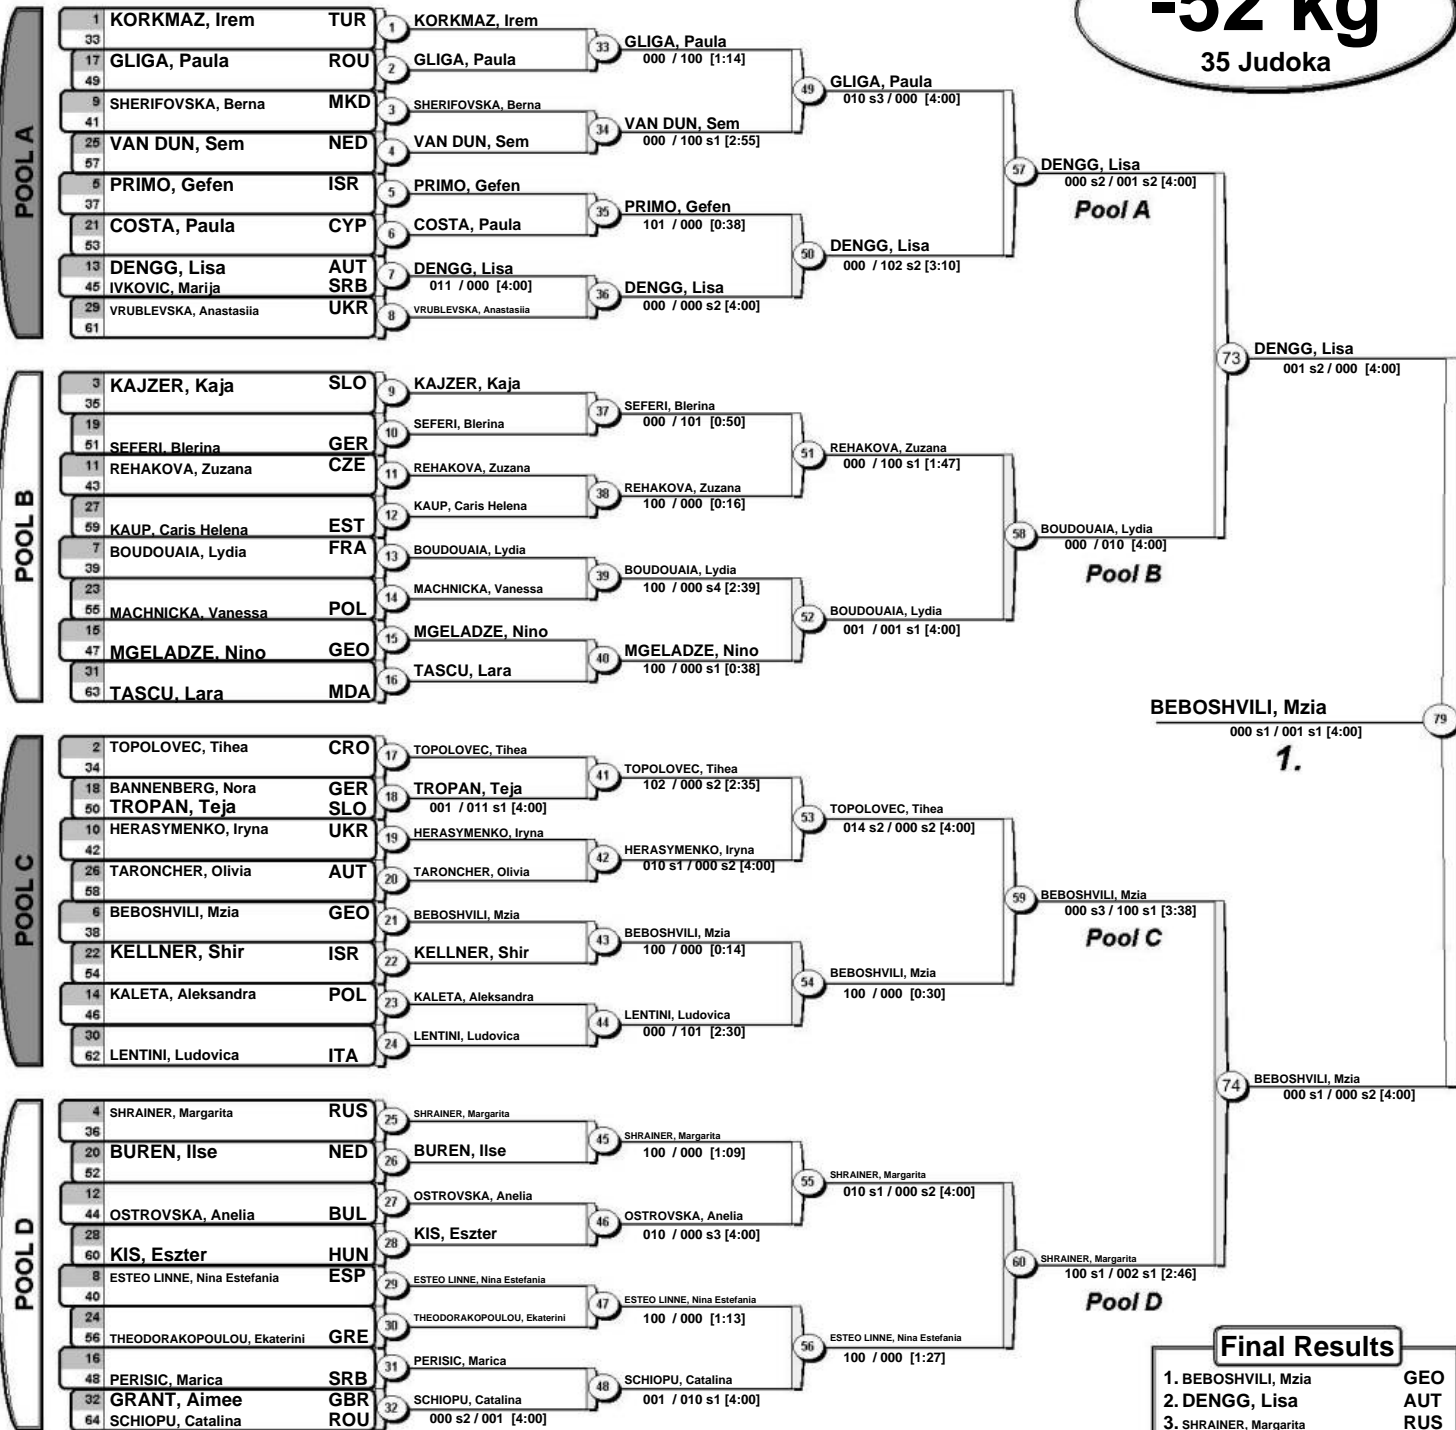 -52 kg
35 Judoka
POOL A
1 KORKMAZ, Irem TUR
33
17 GLIGA, Paula ROU
49
9 SHERIFOVSKA, Berna MKD
41
25 VAN DUN, Sem NED
57
5 PRIMO, Gefen ISR
37
21 COSTA, Paula CYP
53
13 DENGG, Lisa AUT
45 IVKOVIC, Marija SRB
29 VRUBLEVSKA, Anastasiia UKR
61
1 KORKMAZ, Irem
2 GLIGA, Paula
3 SHERIFOVSKA, Berna
4 VAN DUN, Sem
5 PRIMO, Gefen
6 COSTA, Paula
7 DENGG, Lisa
011 / 000 [4:00]
8 VRUBLEVSKA, Anastasiia
33 GLIGA, Paula
000 / 100 [1:14]
34 VAN DUN, Sem
000 / 100 s1 [2:55]
35 PRIMO, Gefen
101 / 000 [0:38]
36 DENGG, Lisa
000 / 000 s2 [4:00]
49 GLIGA, Paula
010 s3 / 000 [4:00]
50 DENGG, Lisa
000 / 102 s2 [3:10]
57 DENGG, Lisa
000 s2 / 001 s2 [4:00]
Pool A
POOL B
3 KAJZER, Kaja SLO
35
19
51 SEFERI, Blerina GER
11 REHAKOVA, Zuzana CZE
43
27
59 KAUP, Caris Helena EST
7 BOUDOUAIA, Lydia FRA
39
23
55 MACHNICKA, Vanessa POL
15
47 MGELADZE, Nino GEO
31
63 TASCU, Lara MDA
9 KAJZER, Kaja
10 SEFERI, Blerina
11 REHAKOVA, Zuzana
12 KAUP, Caris Helena
13 BOUDOUAIA, Lydia
14 MACHNICKA, Vanessa
15 MGELADZE, Nino
16 TASCU, Lara
37 SEFERI, Blerina
000 / 101 [0:50]
38 REHAKOVA, Zuzana
100 / 000 [0:16]
39 BOUDOUAIA, Lydia
100 / 000 s4 [2:39]
40 MGELADZE, Nino
100 / 000 s1 [0:38]
51 REHAKOVA, Zuzana
000 / 100 s1 [1:47]
52 BOUDOUAIA, Lydia
001 / 001 s1 [4:00]
58 BOUDOUAIA, Lydia
000 / 010 [4:00]
Pool B
73 DENGG, Lisa
001 s2 / 000 [4:00]
BEBOSHVILI, Mzia 79
000 s1 / 001 s1 [4:00]
1.
POOL C
2 TOPOLOVEC, Tihea CRO
34
18 BANNENBERG, Nora GER
50 TROPAN, Teja SLO
10 HERASYMENKO, Iryna UKR
42
26 TARONCHER, Olivia AUT
58
6 BEBOSHVILI, Mzia GEO
38
22 KELLNER, Shir ISR
54
14 KALETA, Aleksandra POL
46
30
62 LENTINI, Ludovica ITA
17 TOPOLOVEC, Tihea
18 TROPAN, Teja
001 / 011 s1 [4:00]
19 HERASYMENKO, Iryna
20 TARONCHER, Olivia
21 BEBOSHVILI, Mzia
22 KELLNER, Shir
23 KALETA, Aleksandra
24 LENTINI, Ludovica
41 TOPOLOVEC, Tihea
102 / 000 s2 [2:35]
42 HERASYMENKO, Iryna
010 s1 / 000 s2 [4:00]
43 BEBOSHVILI, Mzia
100 / 000 [0:14]
44 LENTINI, Ludovica
000 / 101 [2:30]
53 TOPOLOVEC, Tihea
014 s2 / 000 s2 [4:00]
54 BEBOSHVILI, Mzia
100 / 000 [0:30]
59 BEBOSHVILI, Mzia
000 s3 / 100 s1 [3:38]
Pool C
74 BEBOSHVILI, Mzia
000 s1 / 000 s2 [4:00]
POOL D
4 SHRAINER, Margarita RUS
36
20 BUREN, Ilse NED
52
12
44 OSTROVSKA, Anelia BUL
28
60 KIS, Eszter HUN
8 ESTEO LINNE, Nina Estefania ESP
40
24
56 THEODORAKOPOULOU, Ekaterini GRE
16
48 PERISIC, Marica SRB
32 GRANT, Aimee GBR
64 SCHIOPU, Catalina ROU
25 SHRAINER, Margarita
26 BUREN, Ilse
27 OSTROVSKA, Anelia
28 KIS, Eszter
29 ESTEO LINNE, Nina Estefania
30 THEODORAKOPOULOU, Ekaterini
31 PERISIC, Marica
32 SCHIOPU, Catalina
000 s2 / 001 [4:00]
45 SHRAINER, Margarita
100 / 000 [1:09]
46 OSTROVSKA, Anelia
010 / 000 s3 [4:00]
47 ESTEO LINNE, Nina Estefania
100 / 000 [1:13]
48 SCHIOPU, Catalina
001 / 010 s1 [4:00]
55 SHRAINER, Margarita
010 s1 / 000 s2 [4:00]
56 ESTEO LINNE, Nina Estefania
100 / 000 [1:27]
60 SHRAINER, Margarita
100 s1 / 002 s1 [2:46]
Pool D
Final Results
1. BEBOSHVILI, Mzia GEO
2. DENGG, Lisa AUT
3. SHRAINER, Margarita RUS